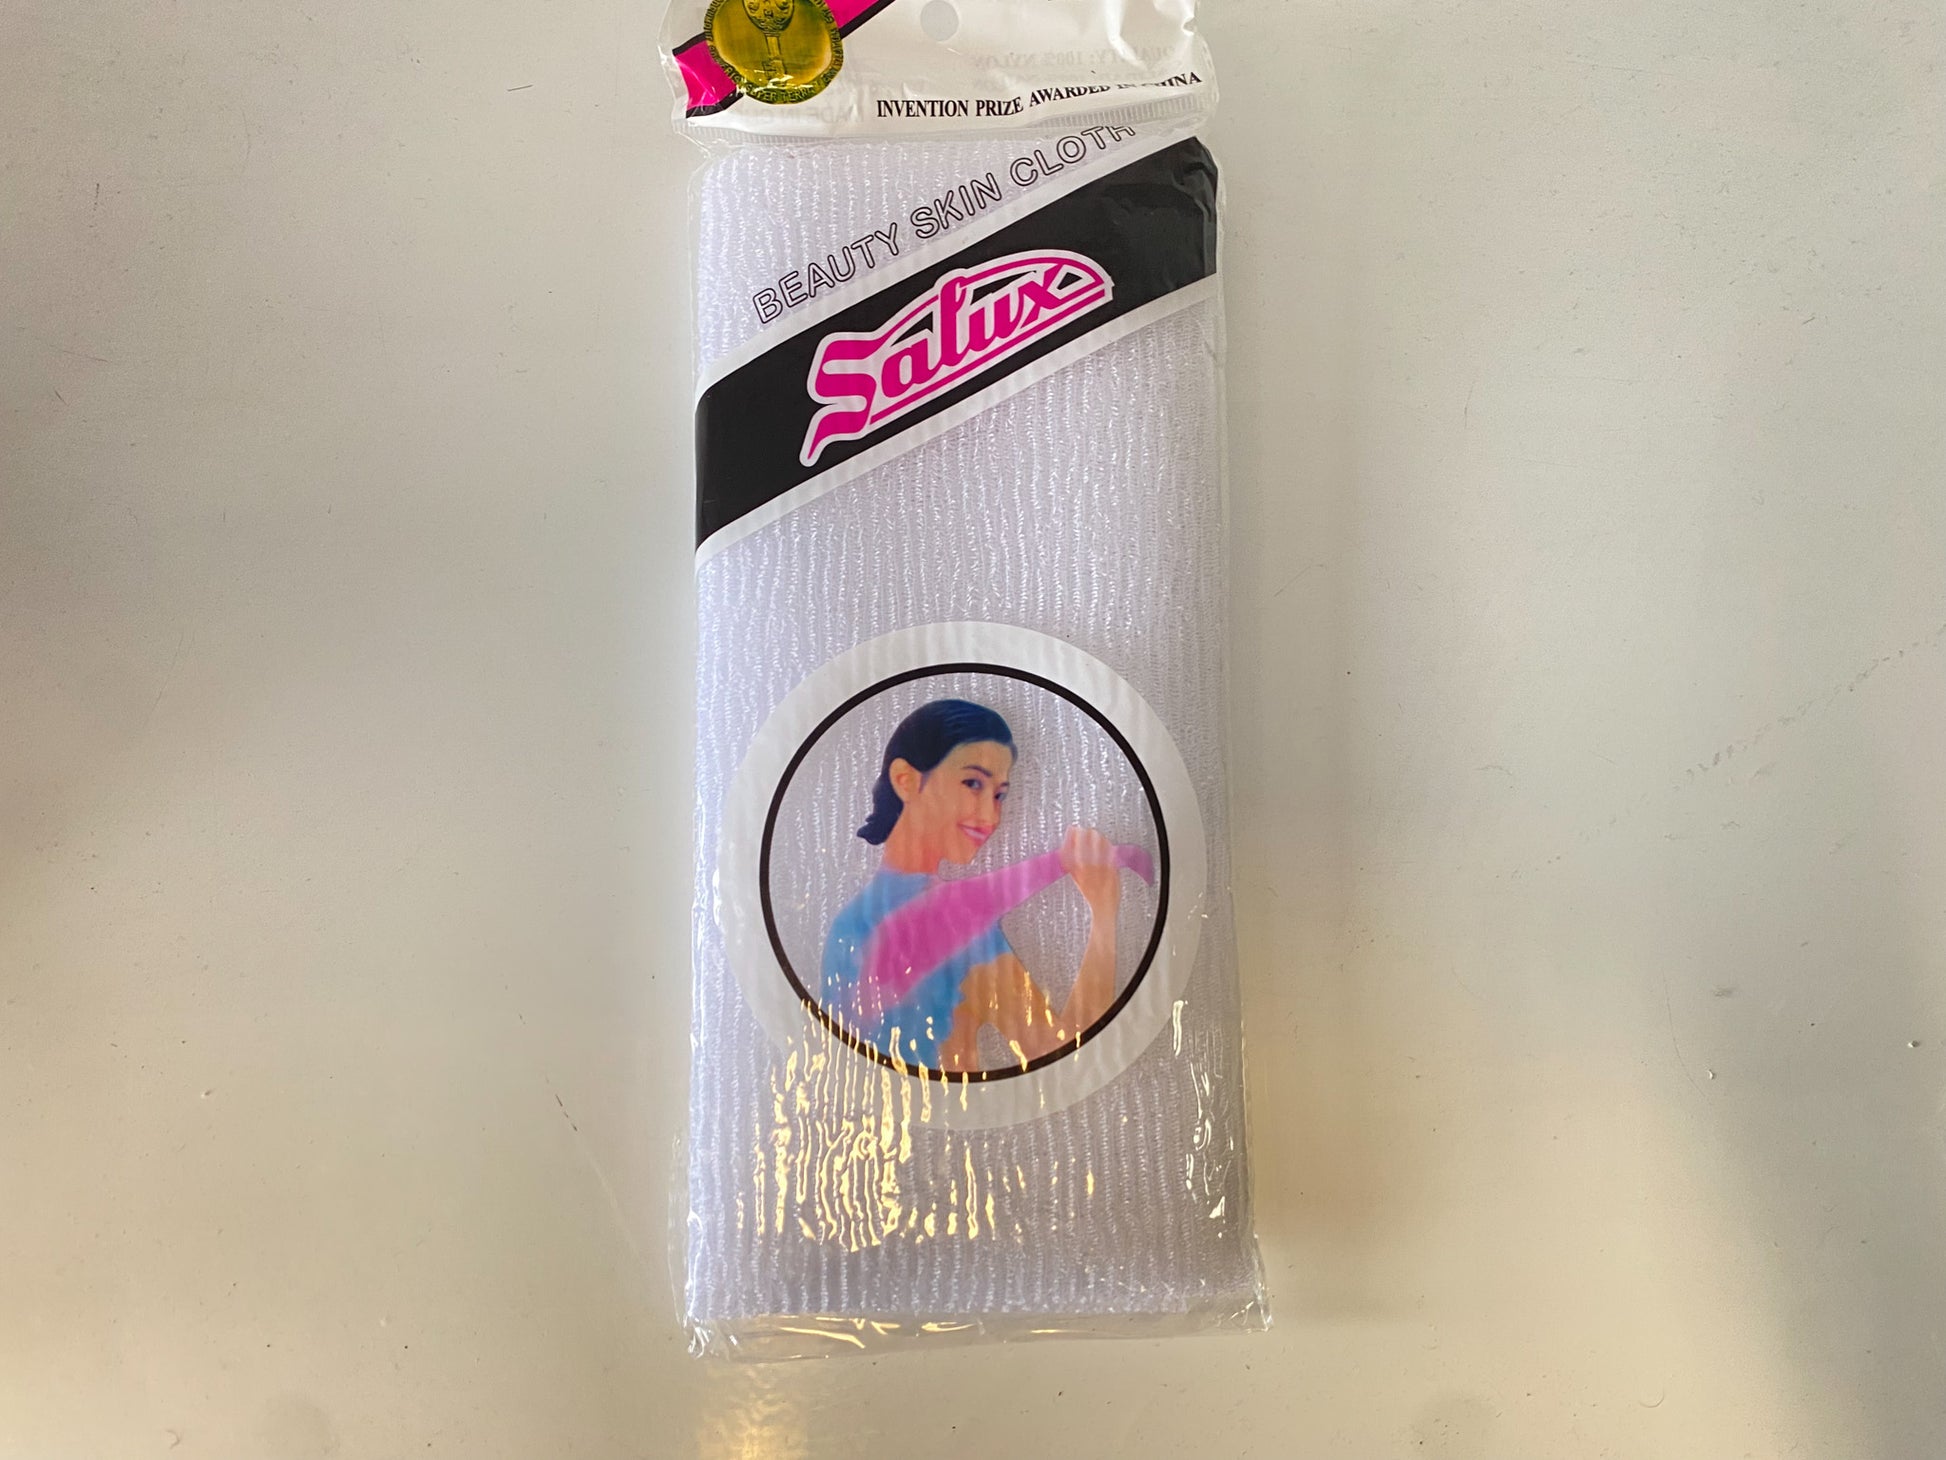 INVENTION PRIZE AWARDED IN CHINA
BEAUTY SKIN CLOTH
Salux